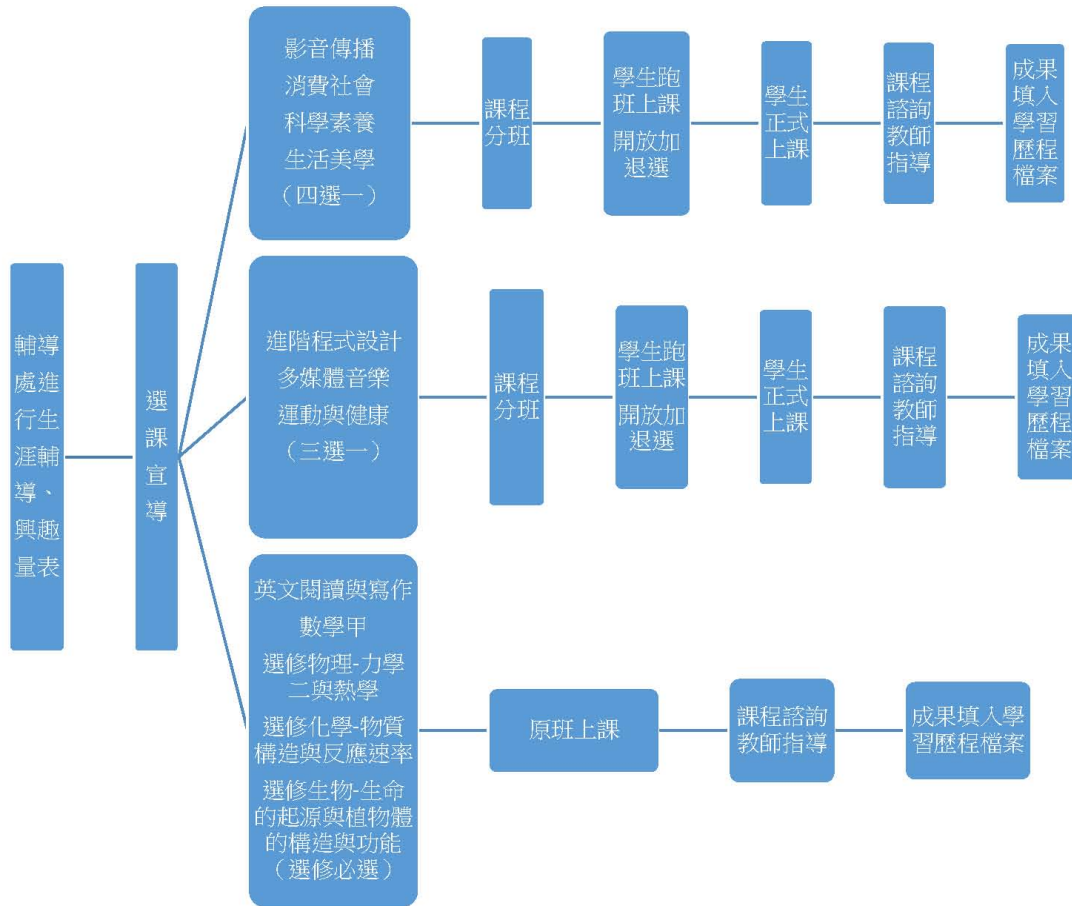 輔導
處進
行生
涯輔
導、
興趣
量表
選
課
宣
導
影音傳播
消費社會
科學素養
生活美學
（四選一）
課程
分班
學生跑
班上課
開放加
退選
學生
正式
上課
課程
諮詢
教師
指導
成果
填入
學習
歷程
檔案
進階程式設計
多媒體音樂
運動與健康
（三選一）
課程
分班
學生跑
班上課
開放加
退選
學生
正式
上課
課程
諮詢
教師
指導
成果
填入
學習
歷程
檔案
英文閱讀與寫作
數學甲
選修物理-力學
二與熱學
選修化學-物質
構造與反應速率
選修生物-生命
的起源與植物體
的構造與功能
（選修必選）
原班上課
課程諮詢
教師指導
成果填入學
習歷程檔案